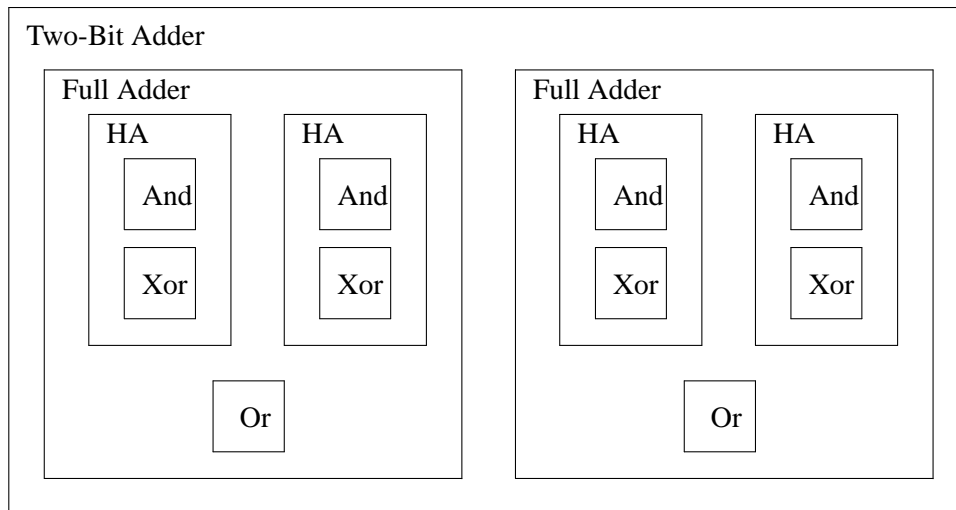 Two-Bit Adder
Full Adder
HA
And
Xor
HA
And
Xor
Or
Full Adder
HA
And
Xor
HA
And
Xor
Or